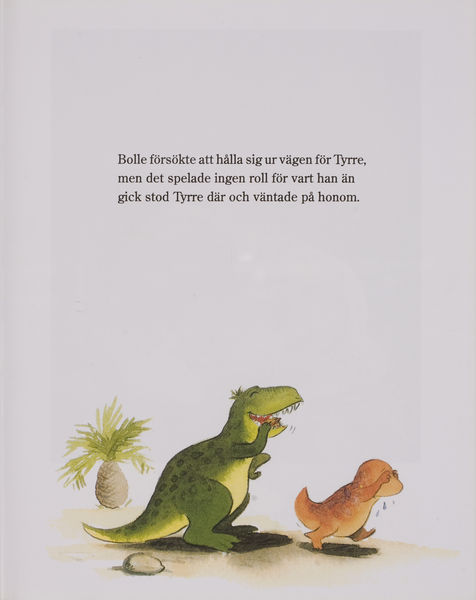 Bolle försökte att hålla sig ur vägen för Tyrre,
men det spelade ingen roll för vart han än
gick stod Tyrre där och väntade på honom.